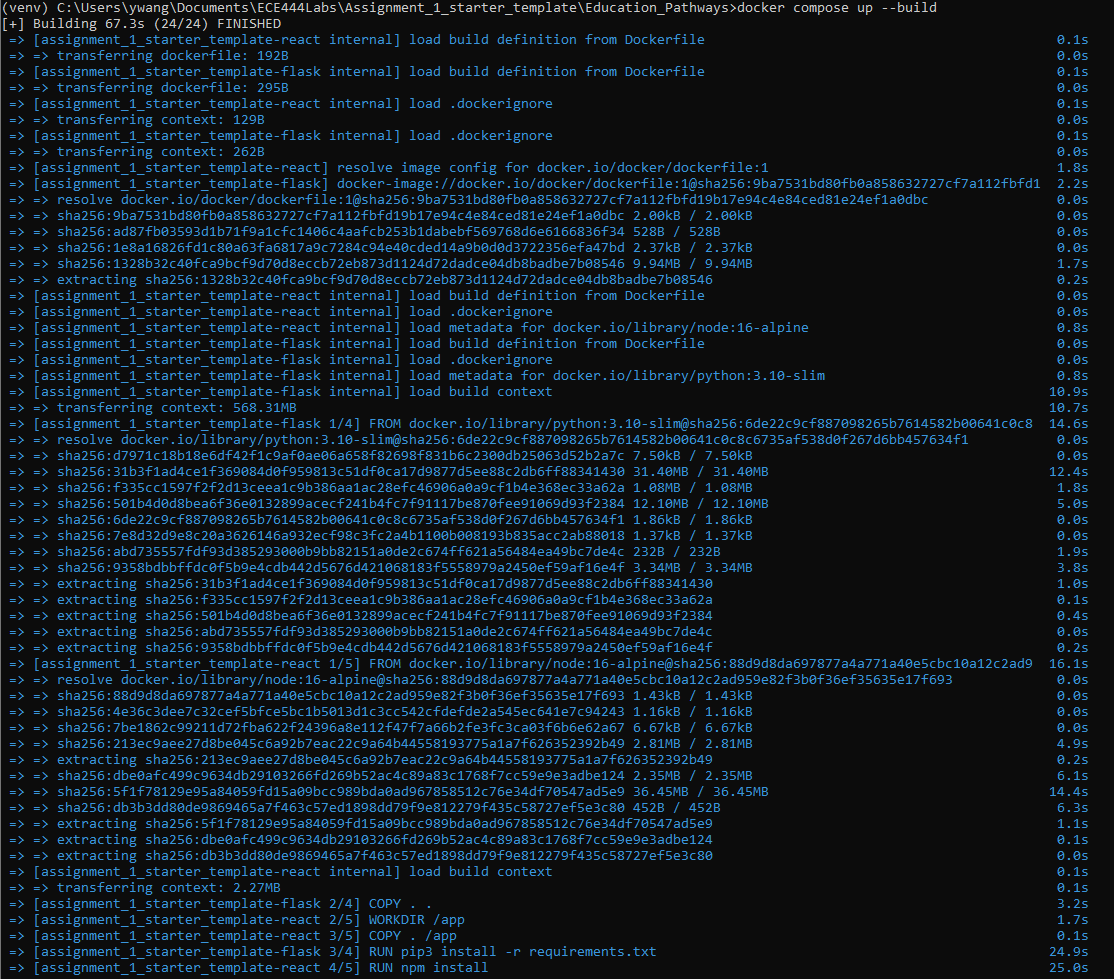 (venv) C:\Users\ywang\Documents\ECE444Labs\Assignment_1_starter_template\Education_Pathways>docker compose up --build
[+] Building 67.3s (24/24) FINISHED
=> [assignment_1_starter_template-react internal] load build definition from Dockerfile 0.1s
=> => transferring dockerfile: 192B 0.0s
=> [assignment_1_starter_template-flask internal] load build definition from Dockerfile 0.1s
=> => transferring dockerfile: 295B 0.0s
=> [assignment_1_starter_template-react internal] load .dockerignore 0.1s
=> => transferring context: 129B 0.0s
=> [assignment_1_starter_template-flask internal] load .dockerignore 0.1s
=> => transferring context: 262B 0.0s
=> [assignment_1_starter_template-react] resolve image config for docker.io/docker/dockerfile:1 1.8s
=> [assignment_1_starter_template-flask] docker-image://docker.io/docker/dockerfile:1@sha256:9ba7531bd80fb0a858632727cf7a112fbfd1 2.2s
=> => resolve docker.io/docker/dockerfile:1@sha256:9ba7531bd80fb0a858632727cf7a112fbfd19b17e94c4e84ced81e24ef1a0dbc 0.0s
=> => sha256:9ba7531bd80fb0a858632727cf7a112fbfd19b17e94c4e84ced81e24ef1a0dbc 2.00kB / 2.00kB 0.0s
=> => sha256:ad87fb03593d1b71f9a1cfc1406c4aafcb253b1dabebf569768d6e6166836f34 528B / 528B 0.0s
=> => sha256:1e8a16826fd1c80a63fa6817a9c7284c94e40cded14a9b0d0d3722356efa47bd 2.37kB / 2.37kB 0.0s
=> => sha256:1328b32c40fca9bcf9d70d8eccb72eb873d1124d72dadce04db8badbe7b08546 9.94MB / 9.94MB 1.7s
=> => extracting sha256:1328b32c40fca9bcf9d70d8eccb72eb873d1124d72dadce04db8badbe7b08546 0.2s
=> [assignment_1_starter_template-react internal] load build definition from Dockerfile 0.0s
=> [assignment_1_starter_template-react internal] load .dockerignore 0.0s
=> [assignment_1_starter_template-react internal] load metadata for docker.io/library/node:16-alpine 0.8s
=> [assignment_1_starter_template-flask internal] load build definition from Dockerfile 0.0s
=> [assignment_1_starter_template-flask internal] load .dockerignore 0.0s
=> [assignment_1_starter_template-flask internal] load metadata for docker.io/library/python:3.10-slim 0.8s
=> [assignment_1_starter_template-flask internal] load build context 10.9s
=> => transferring context: 568.31MB 10.7s
=> [assignment_1_starter_template-flask 1/4] FROM docker.io/library/python:3.10-slim@sha256:6de22c9cf887098265b7614582b00641c0c8 14.6s
=> => resolve docker.io/library/python:3.10-slim@sha256:6de22c9cf887098265b7614582b00641c0c8c6735af538d0f267d6bb457634f1 0.0s
=> => sha256:d7971c18b18e6df42f1c9af0ae06a658f82698f831b6c2300db25063d52b2a7c 7.50kB / 7.50kB 0.0s
=> => sha256:31b3f1ad4ce1f369084d0f959813c51df0ca17d9877d5ee88c2db6ff88341430 31.40MB / 31.40MB 12.4s
=> => sha256:f335cc1597f2f2d13ceea1c9b386aa1ac28efc46906a0a9cf1b4e368ec33a62a 1.08MB / 1.08MB 1.8s
=> => sha256:501b4d0d8bea6f36e0132899acecf241b4fc7f91117be870fee91069d93f2384 12.10MB / 12.10MB 5.0s
=> => sha256:6de22c9cf887098265b7614582b00641c0c8c6735af538d0f267d6bb457634f1 1.86kB / 1.86kB 0.0s
=> => sha256:7e8d32d9e8c20a3626146a932ecf98c3fc2a4b1100b008193b835acc2ab88018 1.37kB / 1.37kB 0.0s
=> => sha256:abd735557fdf93d385293000b9bb82151a0de2c674ff621a56484ea49bc7de4c 232B / 232B 1.9s
=> => sha256:9358bdbbffdc0f5b9e4cdb442d5676d421068183f5558979a2450ef59af16e4f 3.34MB / 3.34MB 3.8s
=> => extracting sha256:31b3f1ad4ce1f369084d0f959813c51df0ca17d9877d5ee88c2db6ff88341430 1.0s
=> => extracting sha256:f335cc1597f2f2d13ceea1c9b386aa1ac28efc46906a0a9cf1b4e368ec33a62a 0.1s
=> => extracting sha256:501b4d0d8bea6f36e0132899acecf241b4fc7f91117be870fee91069d93f2384 0.4s
=> => extracting sha256:abd735557fdf93d385293000b9bb82151a0de2c674ff621a56484ea49bc7de4c 0.0s
=> => extracting sha256:9358bdbbffdc0f5b9e4cdb442d5676d421068183f5558979a2450ef59af16e4f 0.2s
=> [assignment_1_starter_template-react 1/5] FROM docker.io/library/node:16-alpine@sha256:88d9d8da697877a4a771a40e5cbc10a12c2ad9 16.1s
=> => resolve docker.io/library/node:16-alpine@sha256:88d9d8da697877a4a771a40e5cbc10a12c2ad959e82f3b0f36ef35635e17f693 0.0s
=> => sha256:88d9d8da697877a4a771a40e5cbc10a12c2ad959e82f3b0f36ef35635e17f693 1.43kB / 1.43kB 0.0s
=> => sha256:4e36c3dee7c32cef5bfce5bc1b5013d1c3cc542cfdefde2a545ec641e7c94243 1.16kB / 1.16kB 0.0s
=> => sha256:7be1862c99211d72fba622f24396a8e112f47f7a66b2fe3fc3ca03f6b6e62a67 6.67kB / 6.67kB 0.0s
=> => sha256:213ec9aee27d8be045c6a92b7eac22c9a64b44558193775a1a7f626352392b49 2.81MB / 2.81MB 4.9s
=> => extracting sha256:213ec9aee27d8be045c6a92b7eac22c9a64b44558193775a1a7f626352392b49 0.2s
=> => sha256:dbe0afc499c9634db29103266fd269b52ac4c89a83c1768f7cc59e9e3adbe124 2.35MB / 2.35MB 6.1s
=> => sha256:5f1f78129e95a84059fd15a09bcc989bda0ad967858512c76e34df70547ad5e9 36.45MB / 36.45MB 14.4s
=> => sha256:db3b3dd80de9869465a7f463c57ed1898dd79f9e812279f435c58727ef5e3c80 452B / 452B 6.3s
=> => extracting sha256:5f1f78129e95a84059fd15a09bcc989bda0ad967858512c76e34df70547ad5e9 1.1s
=> => extracting sha256:dbe0afc499c9634db29103266fd269b52ac4c89a83c1768f7cc59e9e3adbe124 0.1s
=> => extracting sha256:db3b3dd80de9869465a7f463c57ed1898dd79f9e812279f435c58727ef5e3c80 0.0s
=> [assignment_1_starter_template-react internal] load build context 0.1s
=> => transferring context: 2.27MB 0.1s
=> [assignment_1_starter_template-flask 2/4] COPY . . 3.2s
=> [assignment_1_starter_template-react 2/5] WORKDIR /app 1.7s
=> [assignment_1_starter_template-react 3/5] COPY . /app 0.1s
=> [assignment_1_starter_template-flask 3/4] RUN pip3 install -r requirements.txt 24.9s
=> [assignment_1_starter_template-react 4/5] RUN npm install 25.0s